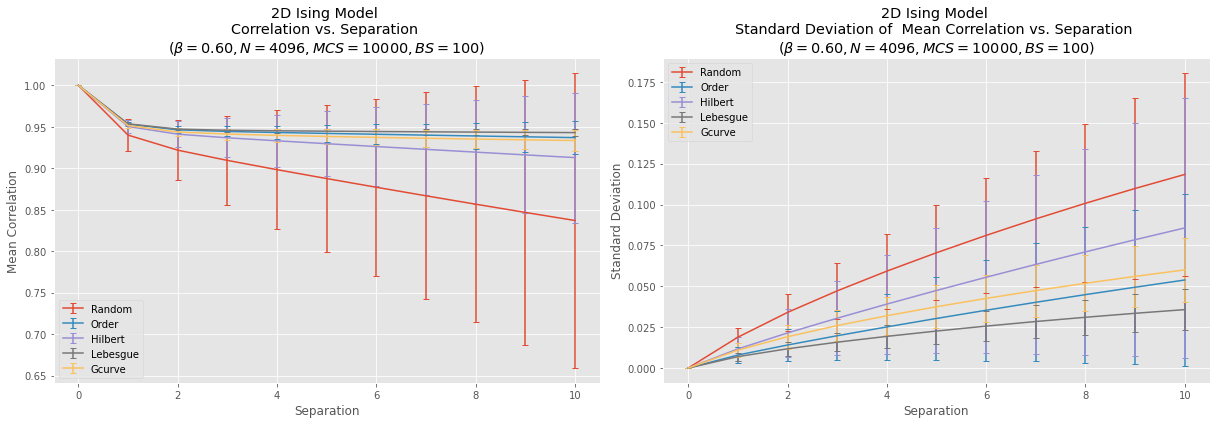 2D Ising Model
Correlation vs. Separation
(β = 0.60, N = 4096, MCS = 10000, BS = 100)
1.00
0.95
0.90
0.85
0.80
0.75
0.70
0.65
Mean Correlation
Random
Order
Hilbert
Lebesgue
Gcurve
0 2 4 6 8 10
Separation
2D Ising Model
Standard Deviation of  Mean Correlation vs. Separation
(β = 0.60, N = 4096, MCS = 10000, BS = 100)
Random
Order
Hilbert
Lebesgue
Gcurve
0.175
0.150
0.125
0.100
0.075
0.050
0.025
0.000
Standard Deviation
0 2 4 6 8 10
Separation